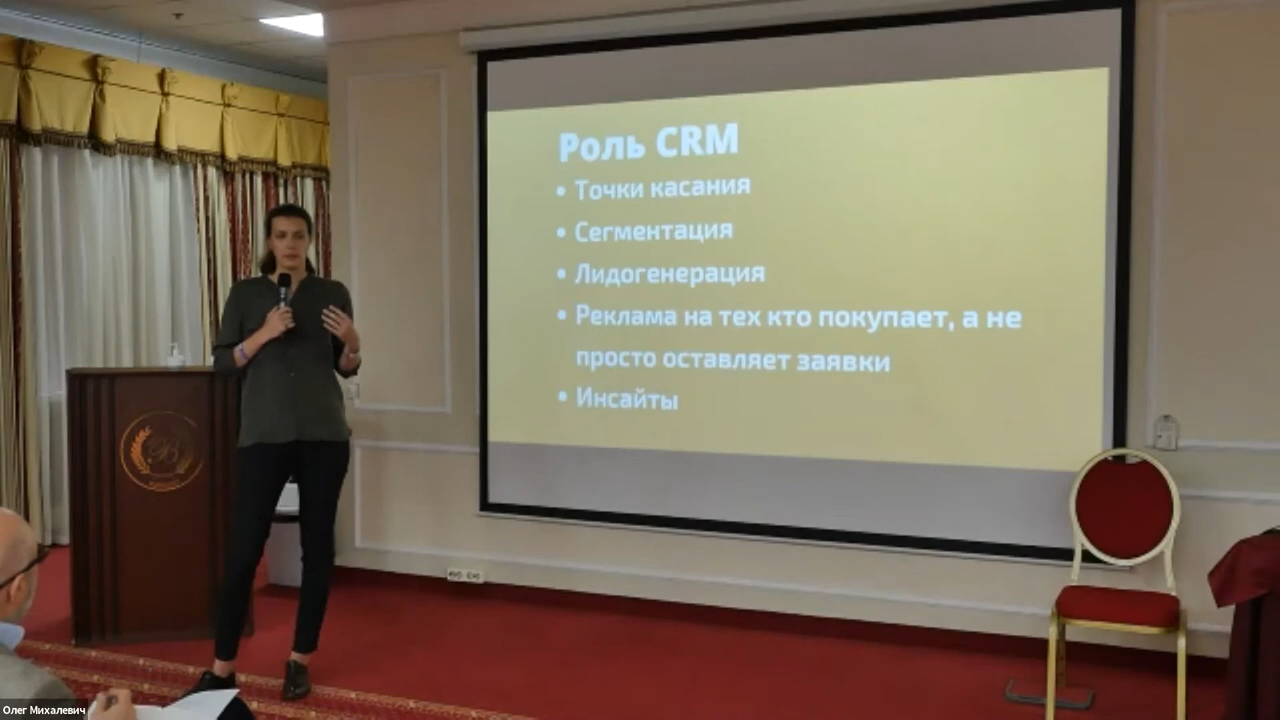 Роль CRM
• Точки касания
• Сегментация
• Лидогенерация
• Реклама на тех кто покупает, а не
просто оставляет заявки
• Инсайты
Олег Михалевич